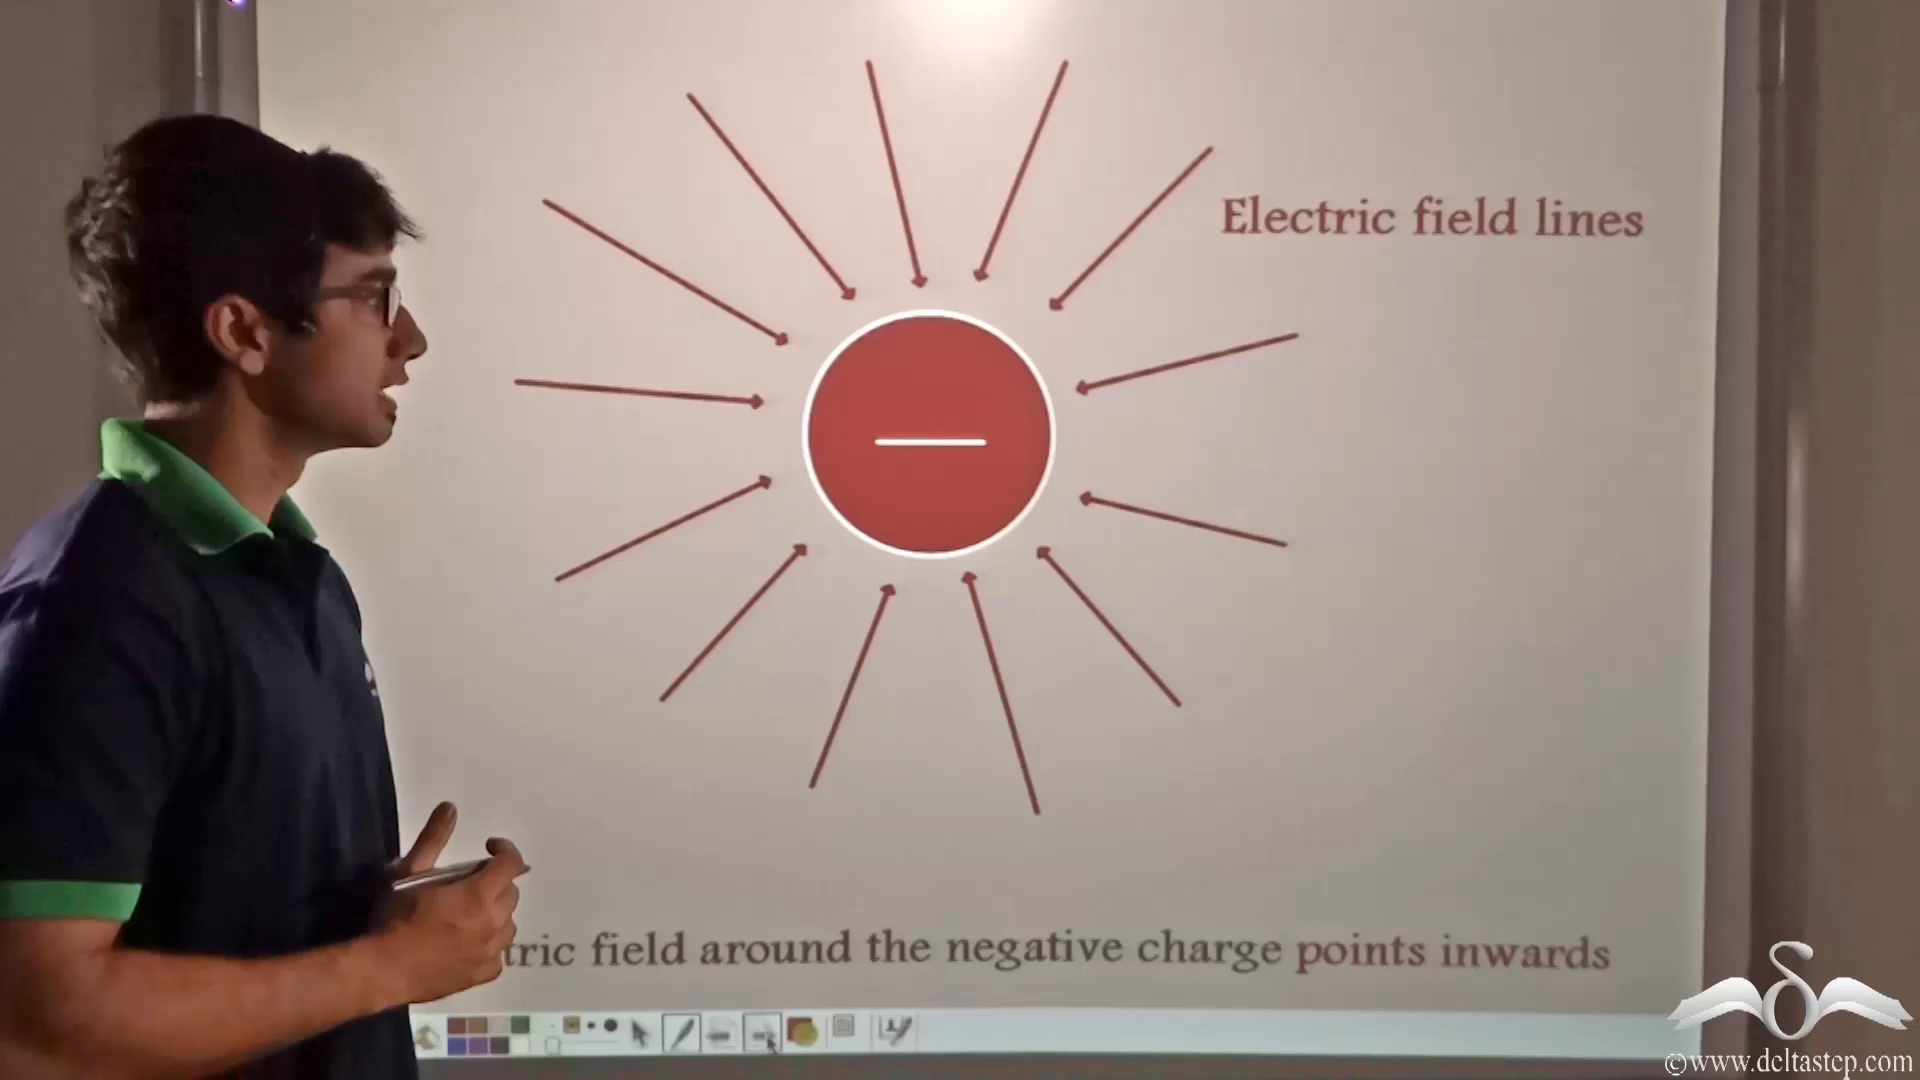 Electric field lines
tric field around the negative charge points inwards
©www.deltastep.com